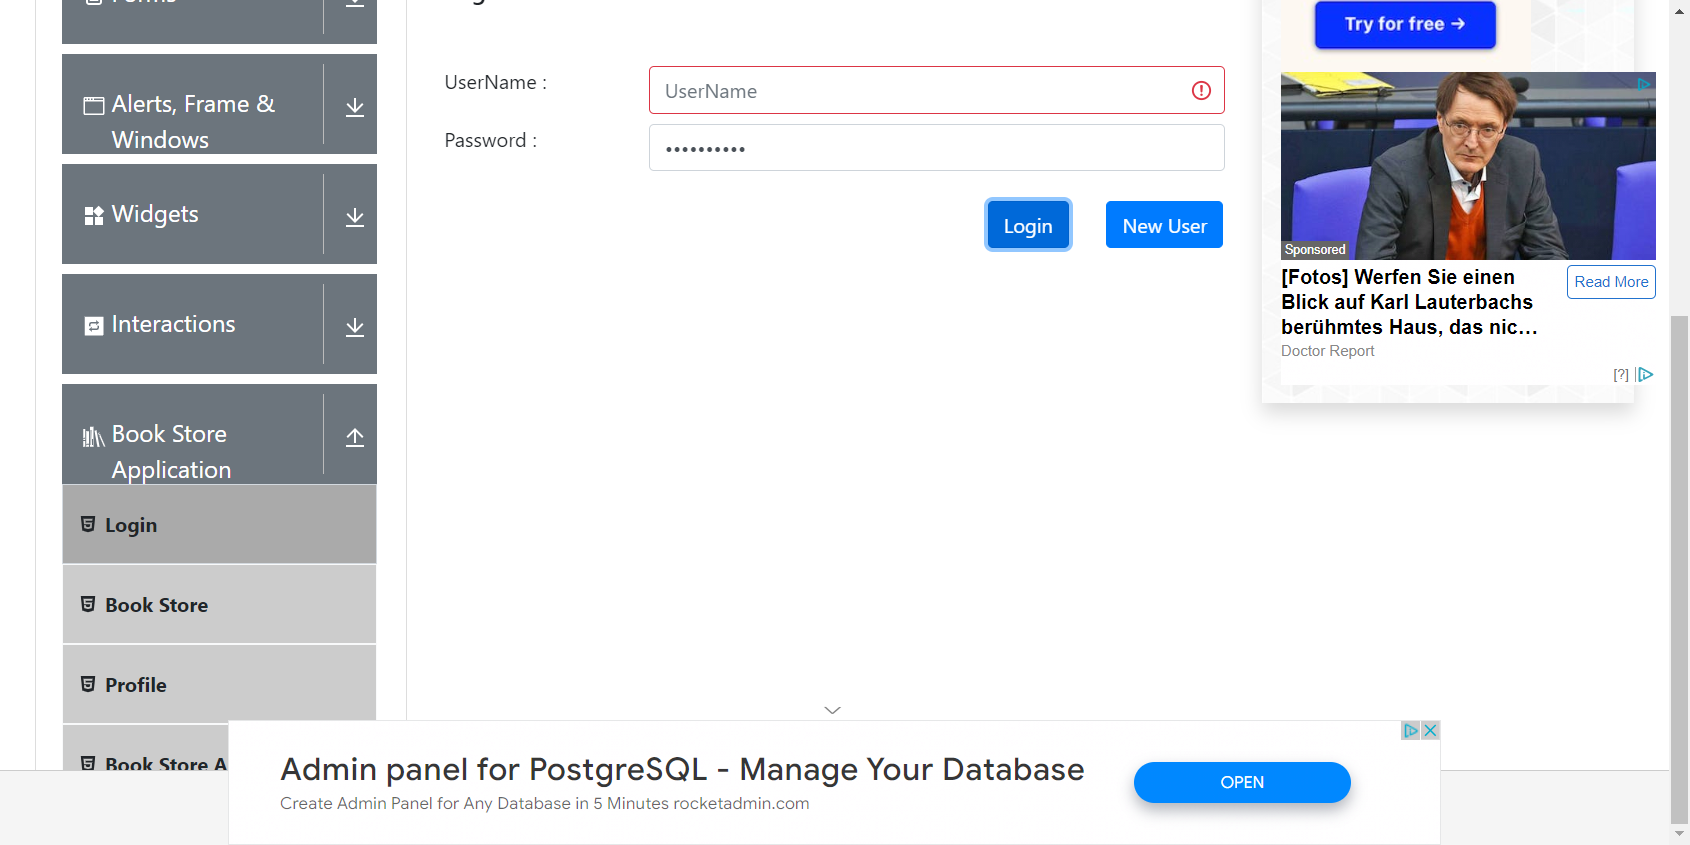 Alerts, Frame &
Windows
Widgets
Interactions
Book Store
Application
Login
Book Store
Profile
Book Store A
UserName :
UserName
Password :
Login
New User
Try for free →
Sponsored
[Fotos] Werfen Sie einen
Blick auf Karl Lauterbachs
berühmtes Haus, das nic...
Read More
Doctor Report
[?]
Admin panel for PostgreSQL - Manage Your Database
Create Admin Panel for Any Database in 5 Minutes rocketadmin.com
OPEN